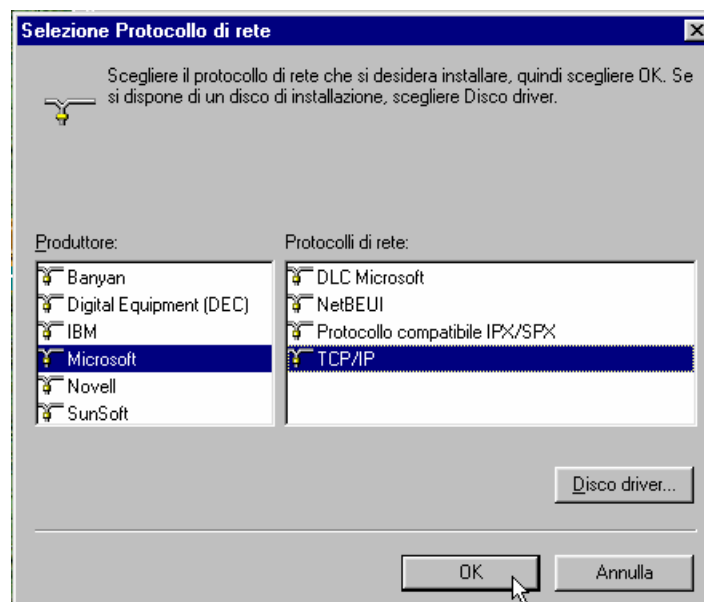 Selezione Protocollo di rete
Scegliere il protocollo di rete che si desidera installare, quindi scegliere OK. Se
si dispone di un disco di installazione, scegliere Disco driver.
Produttore:
Banyan
Digital Equipment (DEC)
IBM
Microsoft
Novell
SunSoft
Protocolli di rete:
DLC Microsoft
NetBEUI
Protocollo compatibile IPX/SPX
TCP/IP
Disco driver...
OK
Annulla